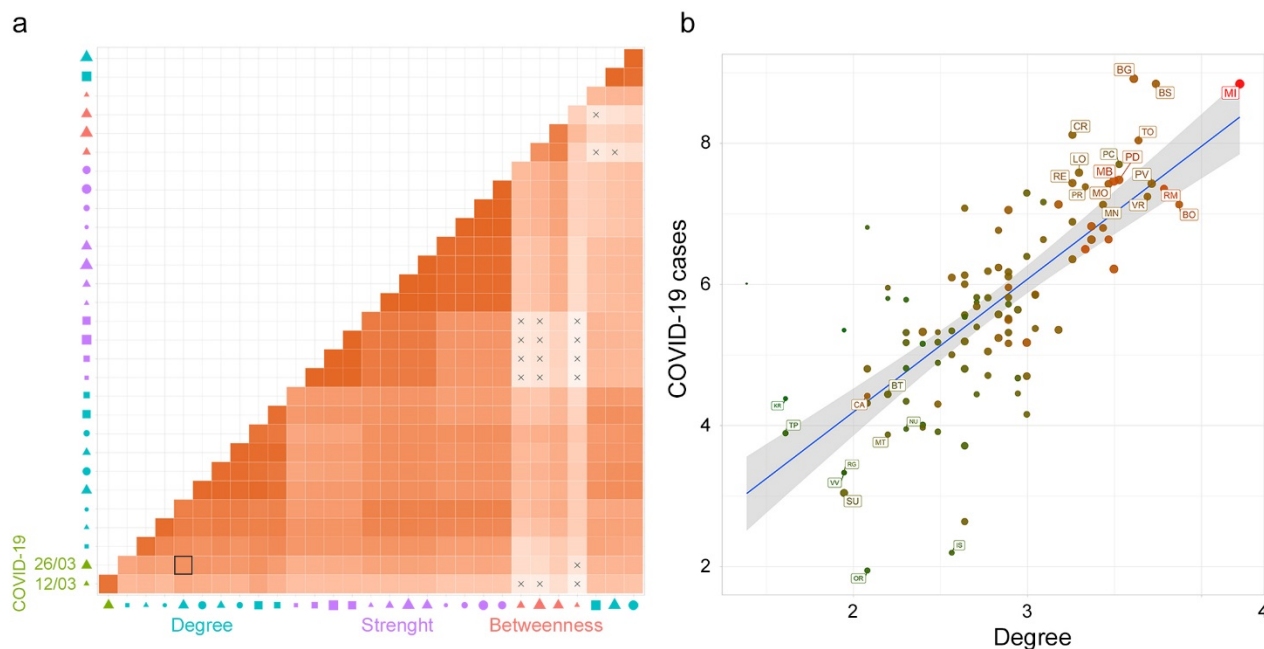 a
COVID-19
26/03
12/03
Degree
Strenght
Betweenness
b
COVID-19 cases
8
6
4
2
BG
BS
MI
CR
TO
PC
PD
LO
MB
RE
PR
MO
PV
RM
VR
MN
BO
BT
CA
KR
TP
MT
NU
RG
VV
SU
IS
OR
2
3
4
Degree